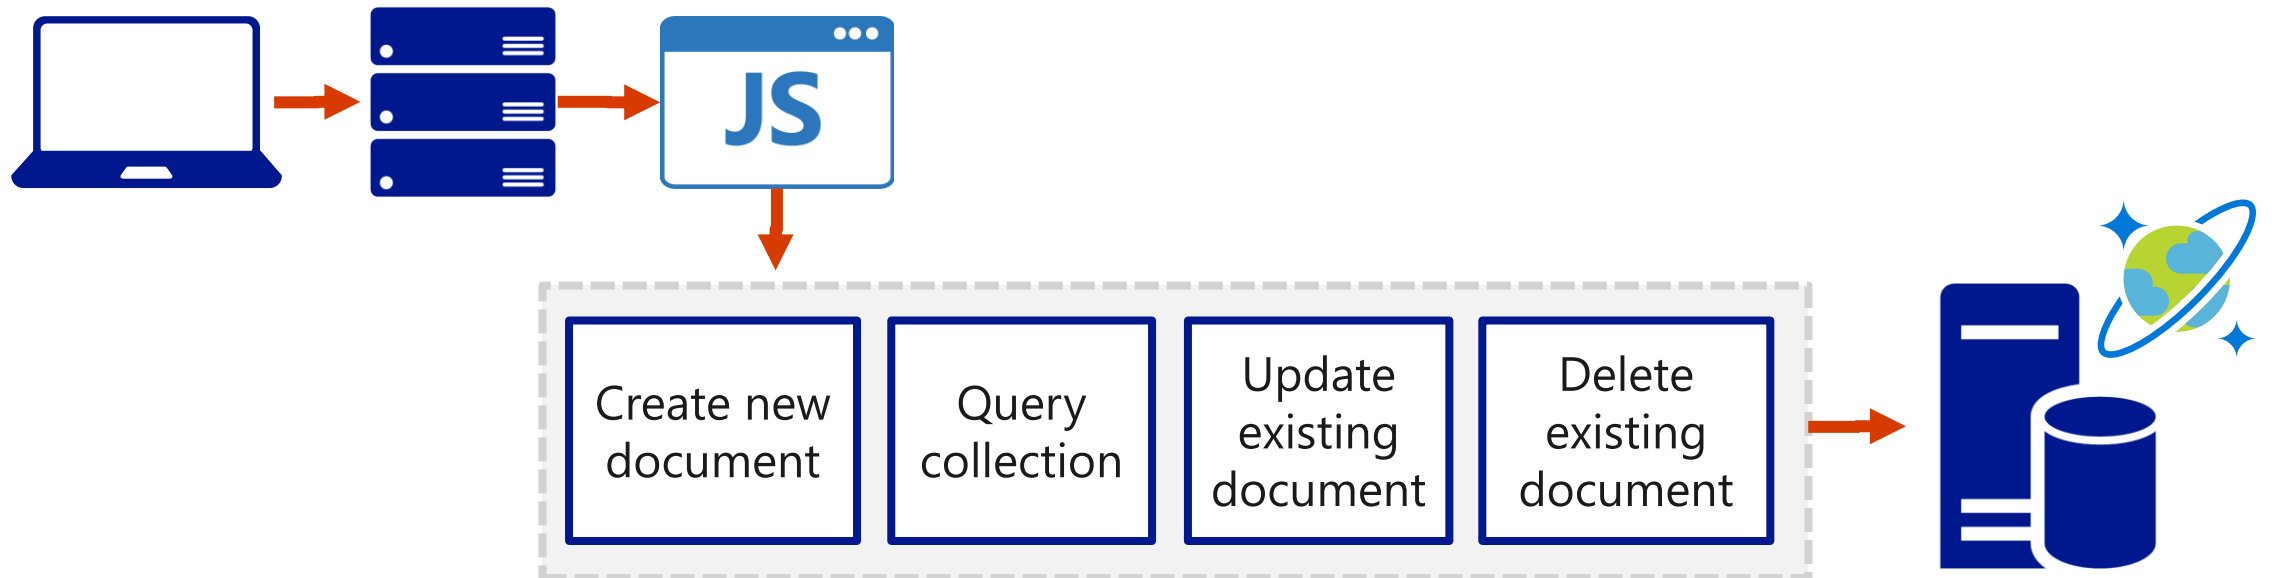 JS
Create new
document
Query
collection
Update
existing
document
Delete
existing
document